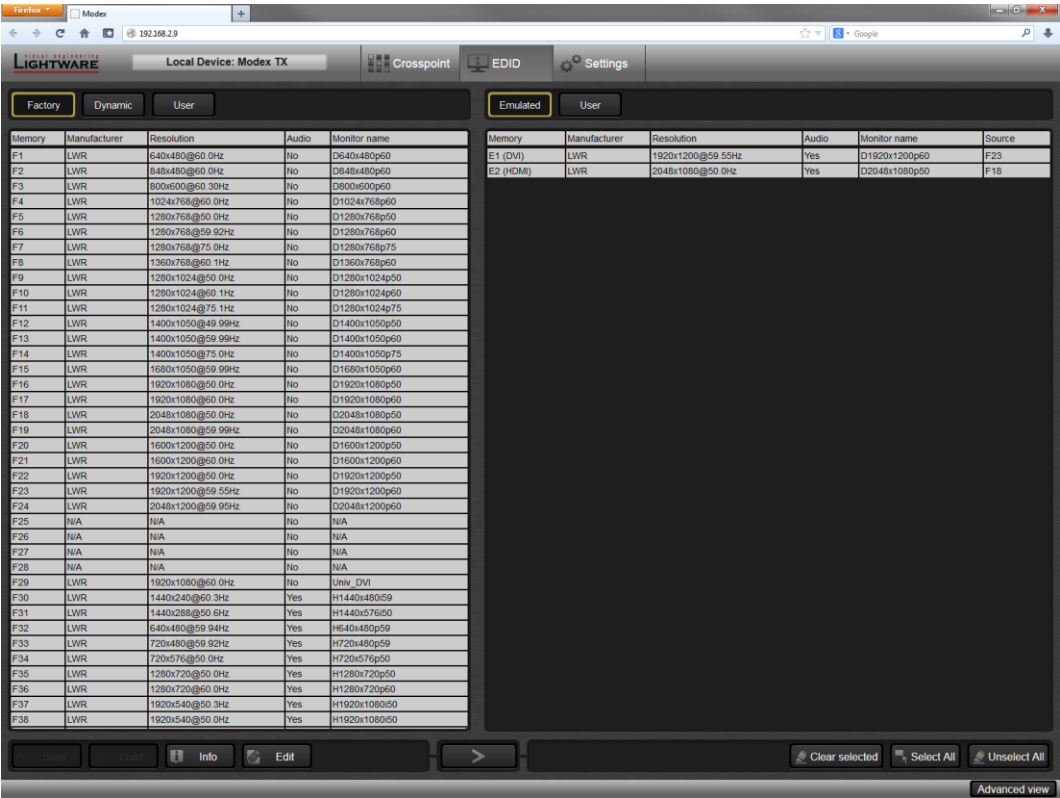 Firefox
Modex
192.168.2.9
Google
visual engineering
LIGHTWARE
Local Device: Modex TX
Crosspoint
EDID
Settings
Factory Dynamic User
Emulated User
Memory Manufacturer Resolution Audio Monitor name
F1 LWR 640x480@60.0Hz No D640x480p60
F2 LWR 848x480@60.0Hz No D848x480p60
F3 LWR 800x600@60.30Hz No D800x600p60
F4 LWR 1024x768@60.0Hz No D1024x768p60
F5 LWR 1280x768@50.0Hz No D1280x768p50
F6 LWR 1280x768@59.92Hz No D1280x768p60
F7 LWR 1280x768@75.0Hz No D1280x768p75
F8 LWR 1360x768@60.1Hz No D1360x768p60
F9 LWR 1280x1024@50.0Hz No D1280x1024p50
F10 LWR 1280x1024@60.1Hz No D1280x1024p60
F11 LWR 1280x1024@75.1Hz No D1280x1024p75
F12 LWR 1400x1050@49.99Hz No D1400x1050p50
F13 LWR 1400x1050@59.99Hz No D1400x1050p60
F14 LWR 1400x1050@75.0Hz No D1400x1050p75
F15 LWR 1680x1050@59.99Hz No D1680x1050p60
F16 LWR 1920x1080@50.0Hz No D1920x1080p50
F17 LWR 1920x1080@60.0Hz No D1920x1080p60
F18 LWR 2048x1080@50.0Hz No D2048x1080p50
F19 LWR 2048x1080@59.99Hz No D2048x1080p60
F20 LWR 1600x1200@50.0Hz No D1600x1200p50
F21 LWR 1600x1200@60.0Hz No D1600x1200p60
F22 LWR 1920x1200@50.0Hz No D1920x1200p50
F23 LWR 1920x1200@59.55Hz No D1920x1200p60
F24 LWR 2048x1200@59.95Hz No D2048x1200p60
F25 N/A N/A No N/A
F26 N/A N/A No N/A
F27 N/A N/A No N/A
F28 N/A N/A No N/A
F29 LWR 1920x1080@60.0Hz No Univ_DVI
F30 LWR 1440x240@60.3Hz Yes H1440x480i59
F31 LWR 1440x288@50.6Hz Yes H1440x576i50
F32 LWR 640x480@59.94Hz Yes H640x480p59
F33 LWR 720x480@59.92Hz Yes H720x480p59
F34 LWR 720x576@50.0Hz Yes H720x576p50
F35 LWR 1280x720@50.0Hz Yes H1280x720p50
F36 LWR 1280x720@60.0Hz Yes H1280x720p60
F37 LWR 1920x540@50.3Hz Yes H1920x1080i50
F38 LWR 1920x540@50.0Hz Yes H1920x1080i50
Memory Manufacturer Resolution Audio Monitor name Source
E1 (DVI) LWR 1920x1200@59.55Hz Yes D1920x1200p60 F23
E2 (HDMI) LWR 2048x1080@50.0Hz Yes D2048x1080p50 F18
Save Load Info Edit
>
Clear selected Select All Unselect All
Advanced view